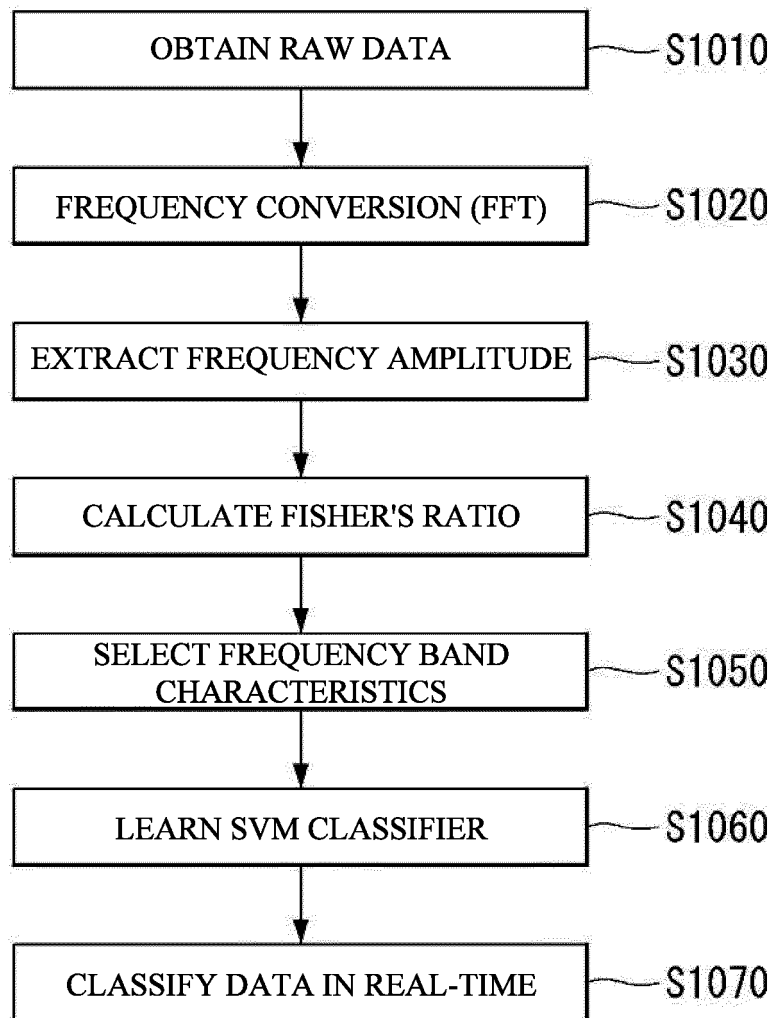 OBTAIN RAW DATA
S1010
FREQUENCY CONVERSION (FFT)
S1020
EXTRACT FREQUENCY AMPLITUDE
S1030
CALCULATE FISHER'S RATIO
S1040
SELECT FREQUENCY BAND
CHARACTERISTICS
S1050
LEARN SVM CLASSIFIER
S1060
CLASSIFY DATA IN REAL-TIME
S1070